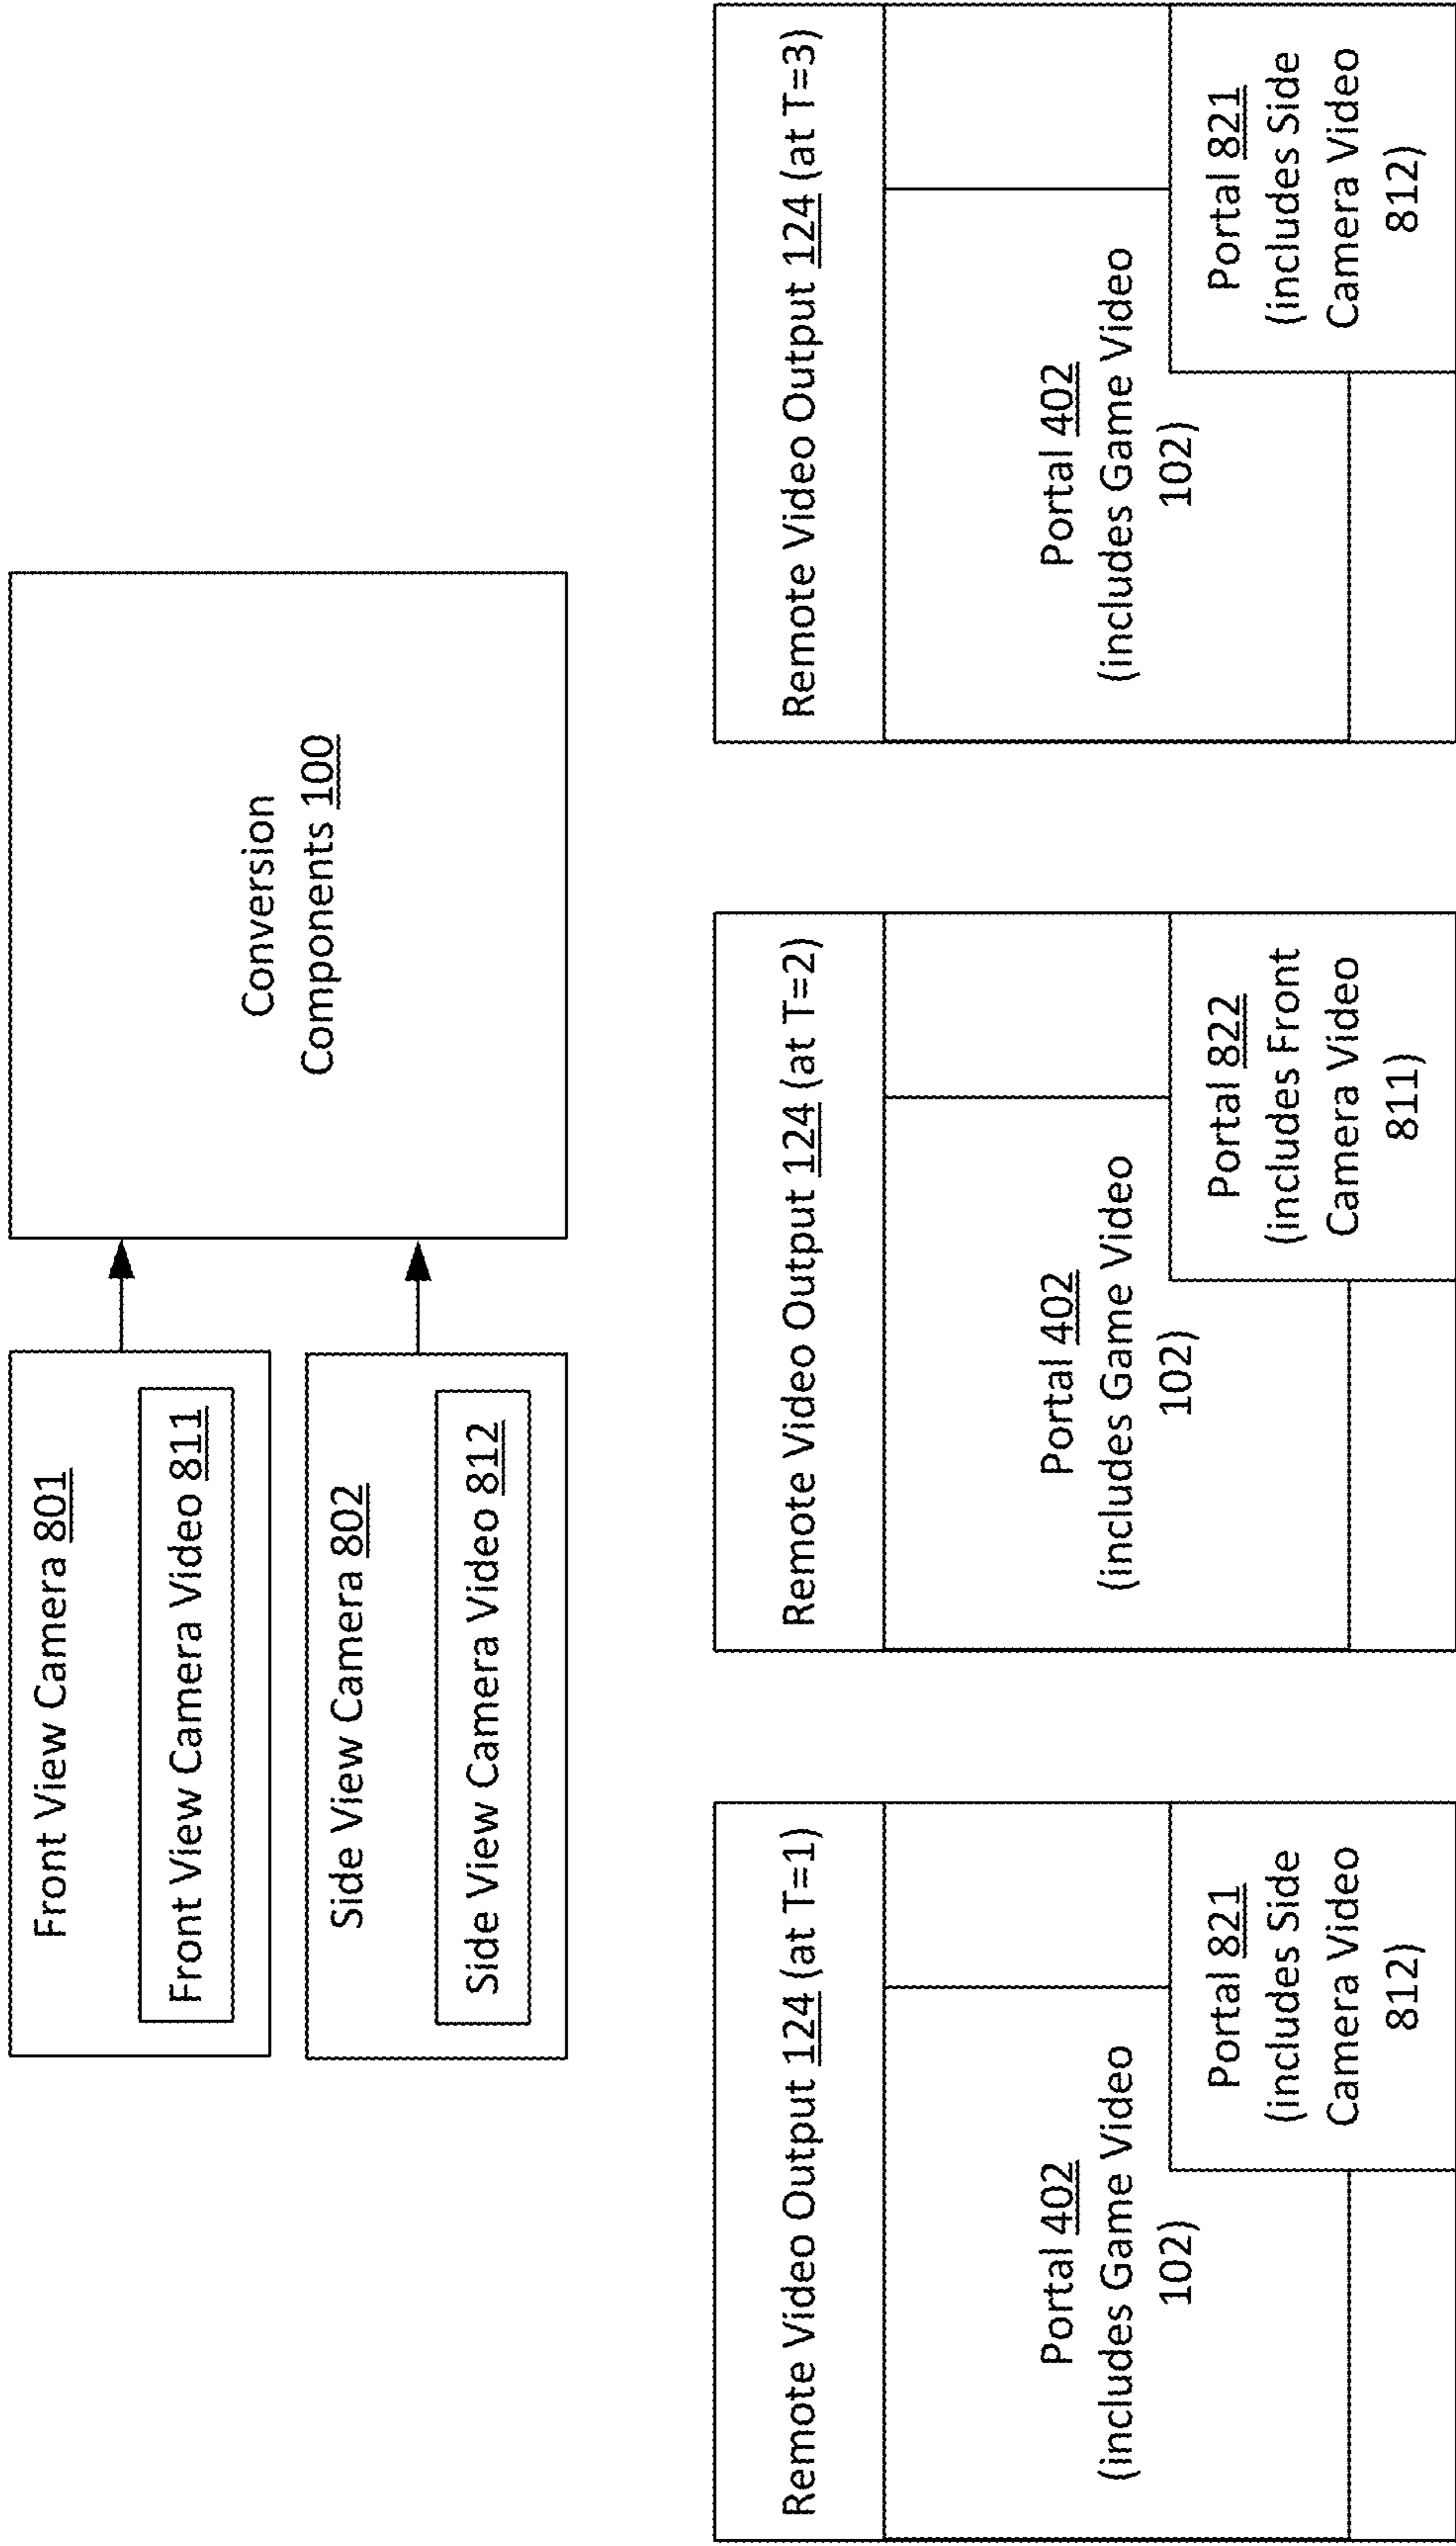 Front View Camera 801
Front View Camera Video 811
Side View Camera 802
Side View Camera Video 812
Conversion
Components 100
Remote Video Output 124 (at T=1)
Portal 402
(includes Game Video
102)
Portal 821
(includes Side
Camera Video
812)
Remote Video Output 124 (at T=2)
Portal 402
(includes Game Video
102)
Portal 822
(includes Front
Camera Video
811)
Remote Video Output 124 (at T=3)
Portal 402
(includes Game Video
102)
Portal 821
(includes Side
Camera Video
812)